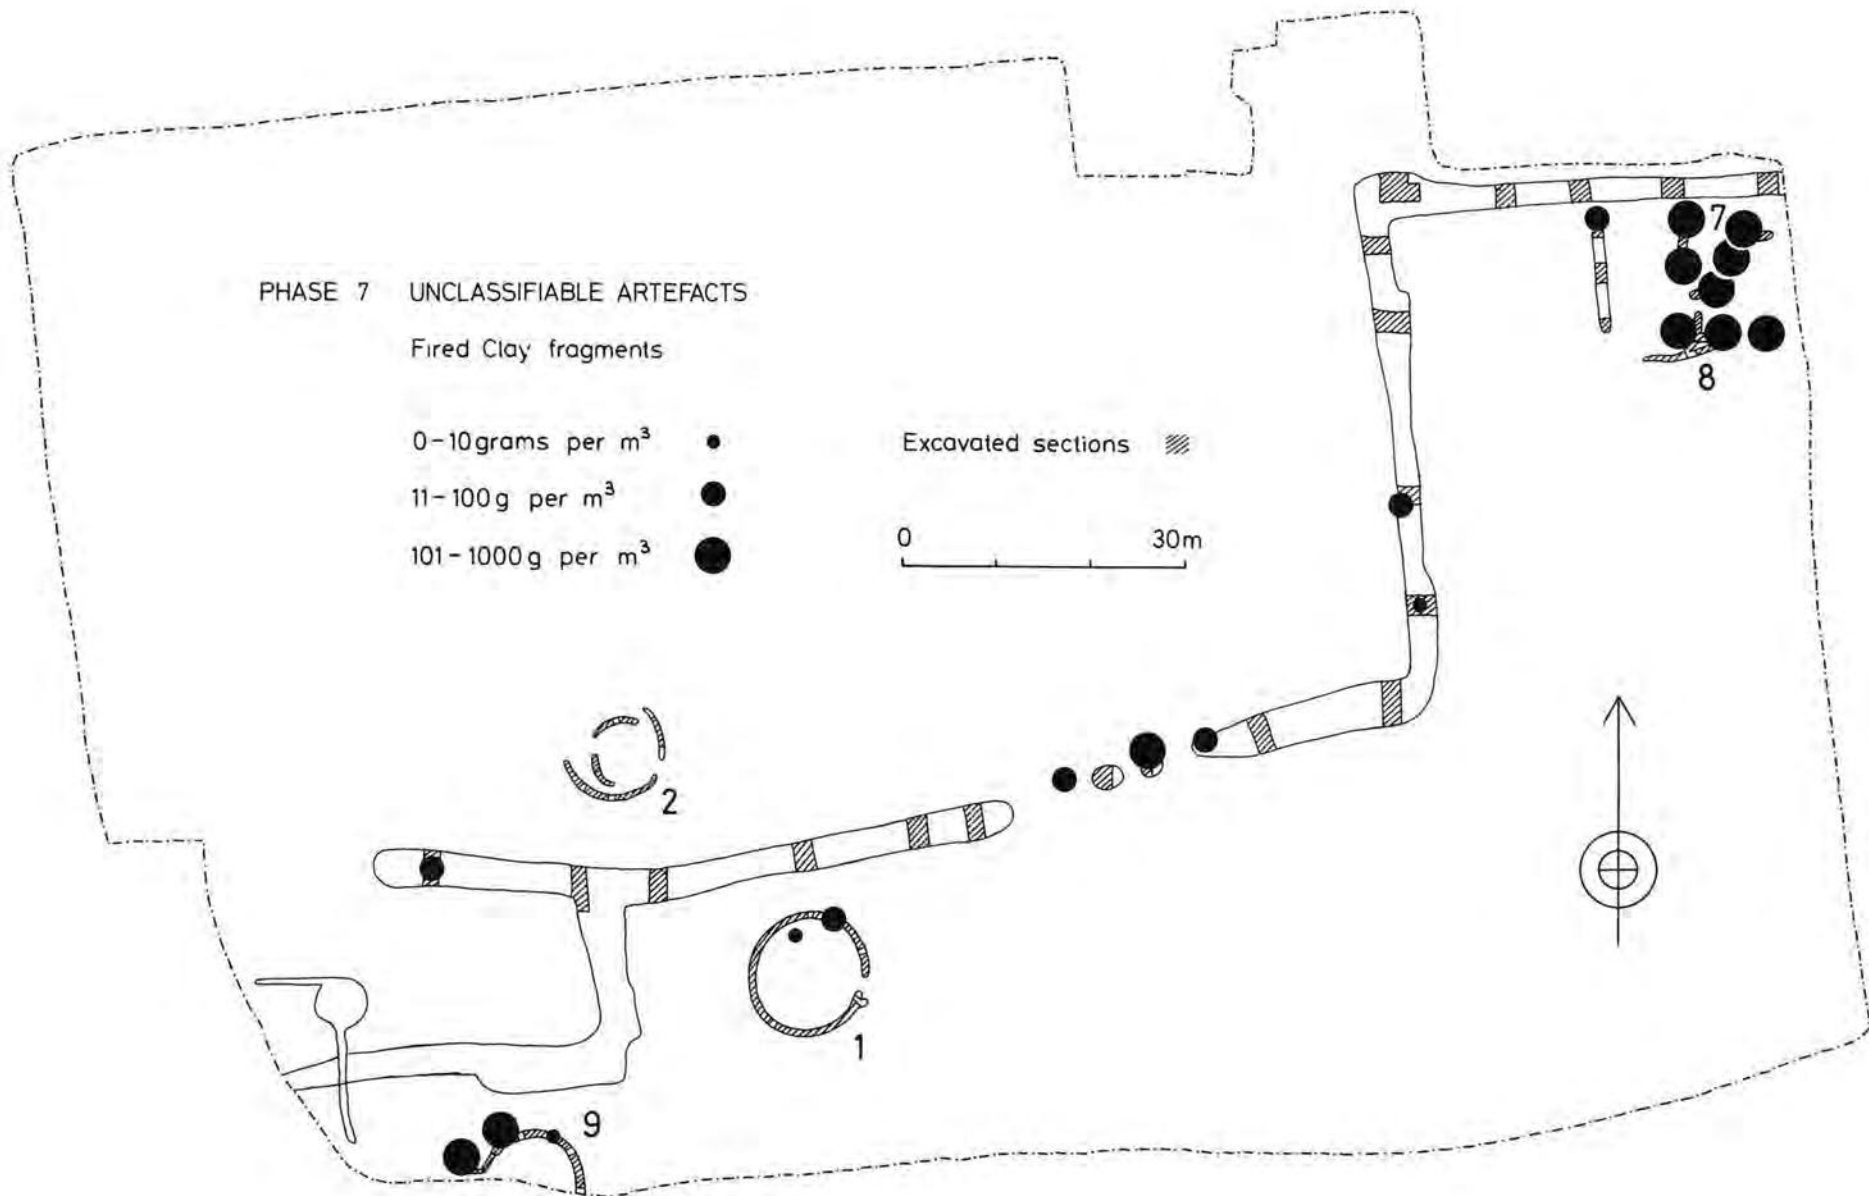 PHASE 7 UNCLASSIFIABLE ARTEFACTS
Fired Clay fragments
0-10grams per m³
11-100g per m³
101-1000g per m³
Excavated sections
0 30m
7
8
2
1
9